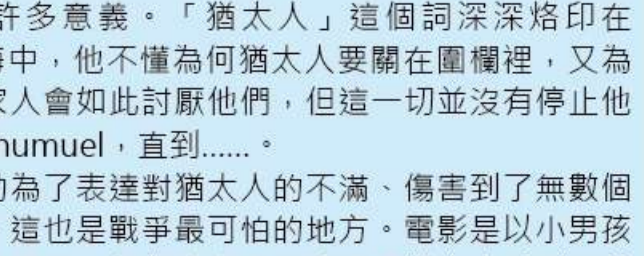 許多意義。「猶太人」這個詞深深烙印在
中，他不懂為何猶太人要關在圍欄裡，又為
人會如此討厭他們，但這一切並沒有停止他
numuel，直到......。
為了表達對猶太人的不滿、傷害到了無數個
，這也是戰爭最可怕的地方。電影是以小男孩